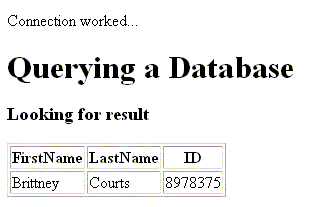 Connection worked...
Querying a Database
Looking for result
FirstName LastName ID
Brittney Courts 8978375